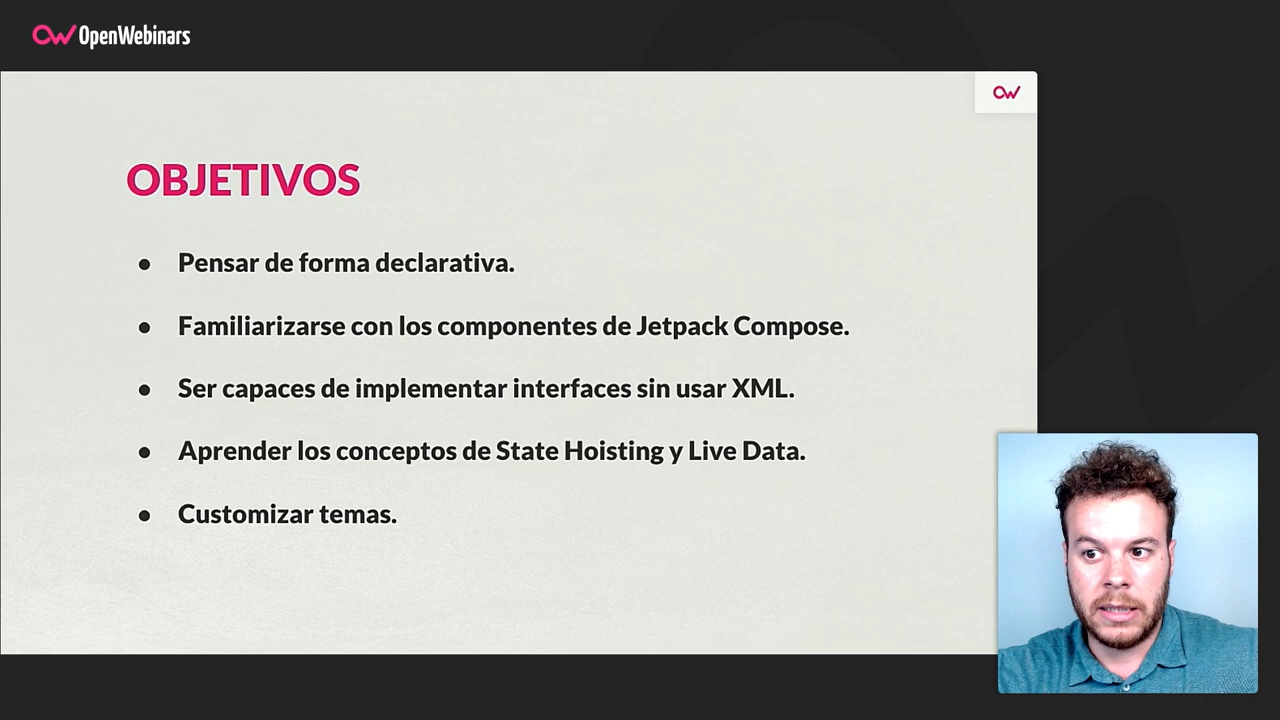 OpenWebinars
OBJETIVOS
● Pensar de forma declarativa.
● Familiarizarse con los componentes de Jetpack Compose.
● Ser capaces de implementar interfaces sin usar XML.
● Aprender los conceptos de State Hoisting y Live Data.
● Customizar temas.